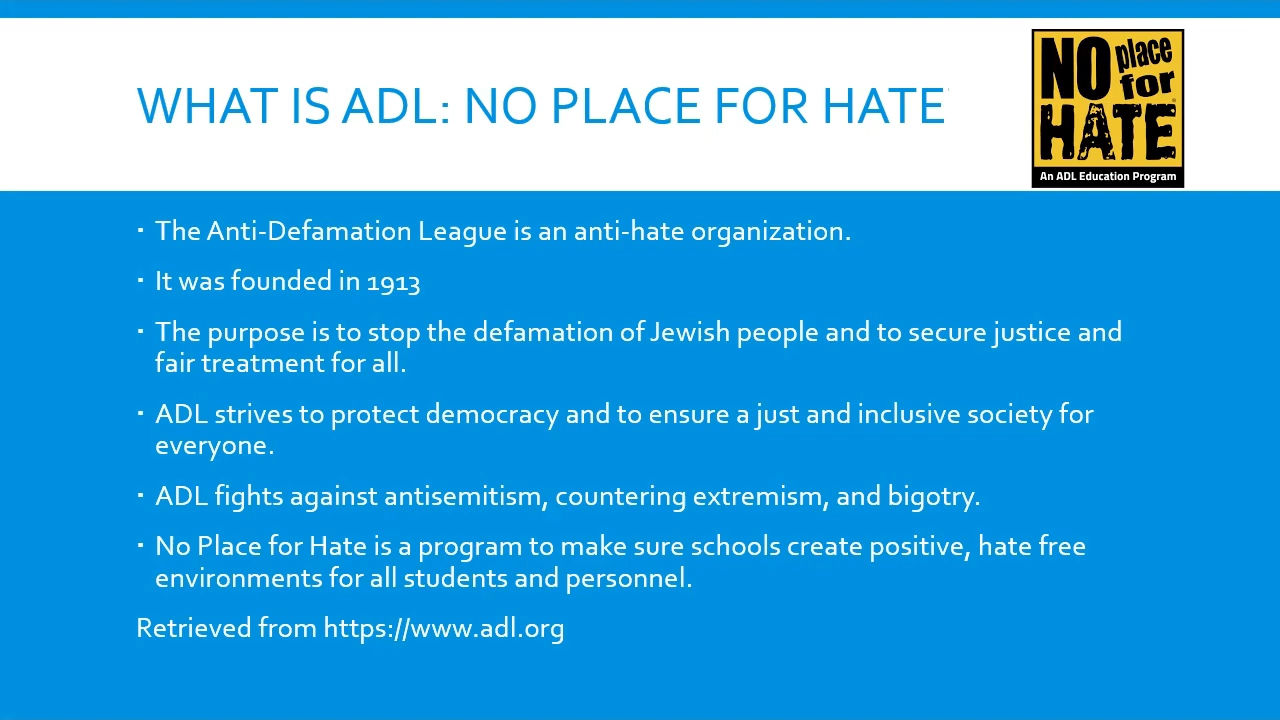 WHAT IS ADL: NO PLACE FOR HATE
NO place
for
HATE
An ADL Education Program
▪ The Anti-Defamation League is an anti-hate organization.
▪ It was founded in 1913
▪ The purpose is to stop the defamation of Jewish people and to secure justice and
fair treatment for all.
▪ ADL strives to protect democracy and to ensure a just and inclusive society for
everyone.
▪ ADL fights against antisemitism, countering extremism, and bigotry.
▪ No Place for Hate is a program to make sure schools create positive, hate free
environments for all students and personnel.
Retrieved from https://www.adl.org